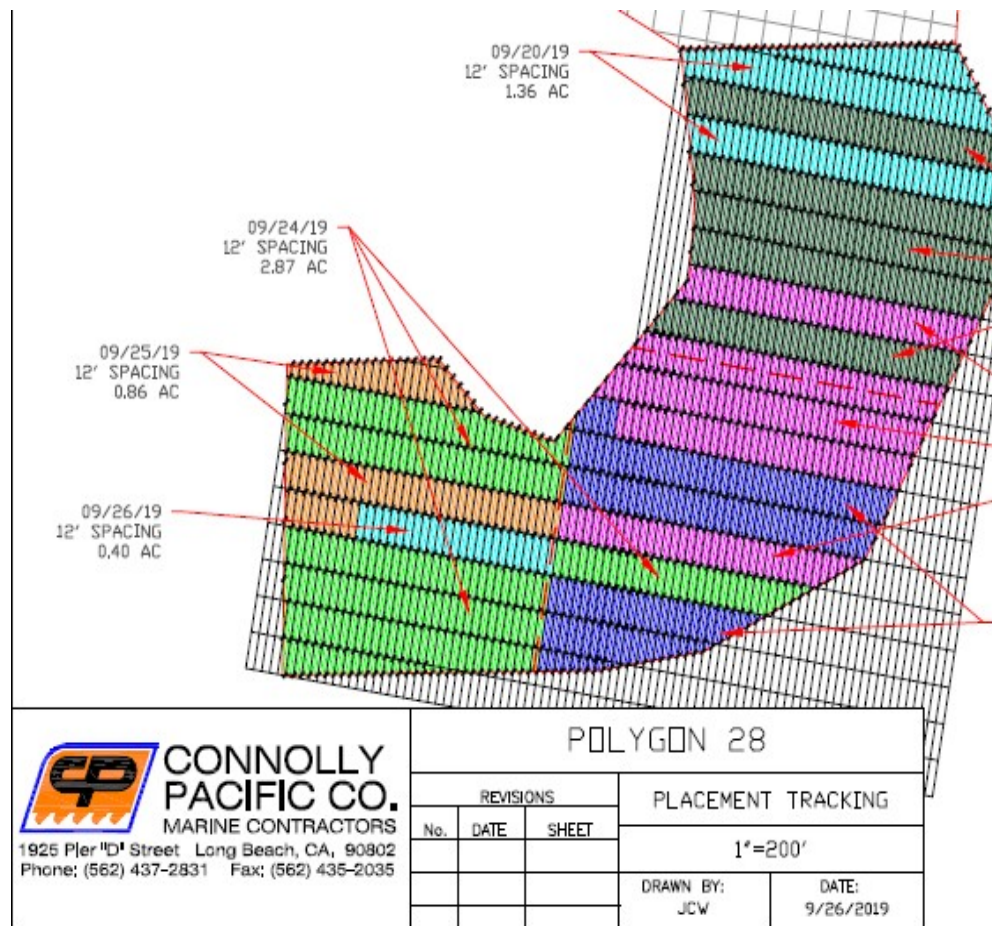 09/20/19
12' SPACING
1.36 AC
09/24/19
12' SPACING
2.87 AC
09/25/19
12' SPACING
0.86 AC
09/26/19
12' SPACING
0.40 AC
CP
CONNOLLY
PACIFIC CO.
MARINE CONTRACTORS
1925 Pier "D" Street Long Beach, CA, 90802
Phone: (562) 437-2831 Fax: (562) 435-2035
POLYGON 28
REVISIONS
No. DATE SHEET
PLACEMENT TRACKING
1"=200'
DRAWN BY:
JCW
DATE:
9/26/2019